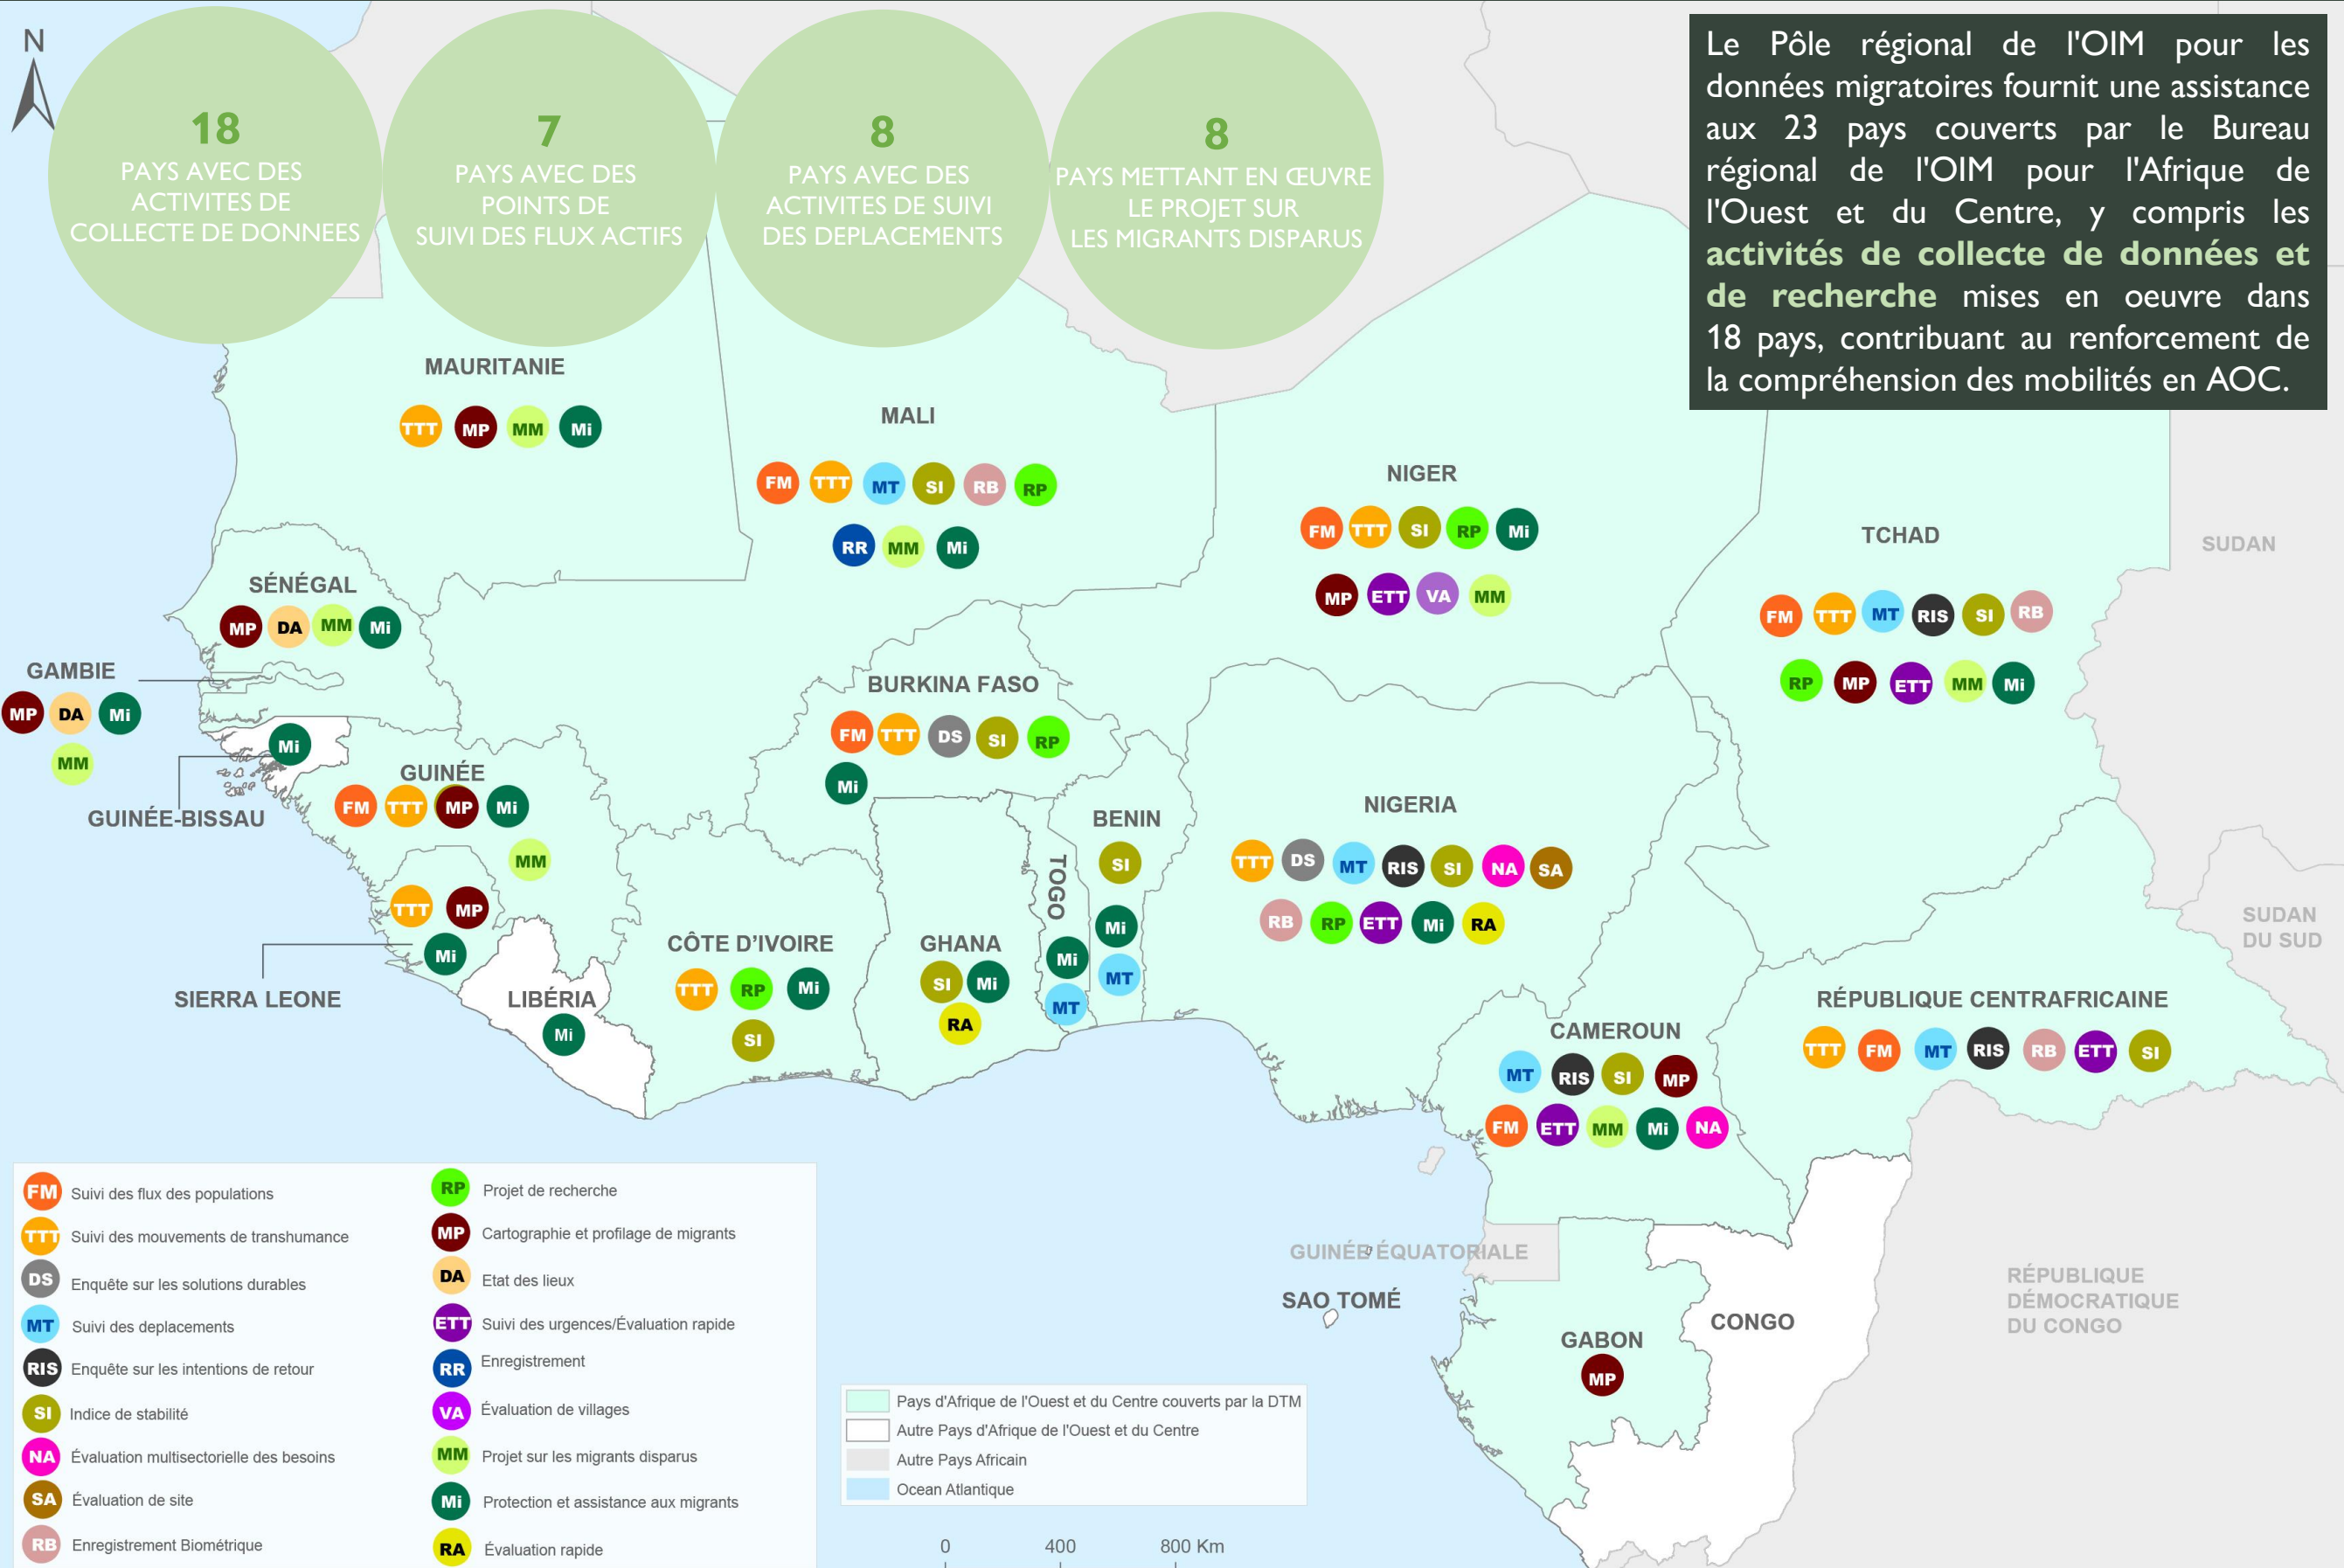 N
18
PAYS AVEC DES
ACTIVITES DE
COLLECTE DE DONNEES
7
PAYS AVEC DES
POINTS DE
SUIVI DES FLUX ACTIFS
8
PAYS AVEC DES
ACTIVITES DE SUIVI
DES DEPLACEMENTS
8
PAYS METTANT EN ŒUVRE
LE PROJET SUR
LES MIGRANTS DISPARUS
Le Pôle régional de l'OIM pour les
données migratoires fournit une assistance
aux 23 pays couverts par le Bureau
régional de l'OIM pour l'Afrique de
l'Ouest et du Centre, y compris les
activités de collecte de données et
de recherche mises en oeuvre dans
18 pays, contribuant au renforcement de
la compréhension des mobilités en AOC.
MAURITANIE
TTT MP MM Mi
MALI
FM TTT MT SI RB RP
RR MM Mi
NIGER
FM TTT SI RP Mi
MP ETT VA MM
TCHAD
FM TTT MT RIS SI RB
RP MP ETT MM Mi
SUDAN
SÉNÉGAL
MP DA MM Mi
GAMBIE
MP DA Mi
MM
Mi
GUINÉE-BISSAU
GUINÉE
FM TTT MP Mi
MM
BURKINA FASO
FM TTT DS SI RP
Mi
BENIN
SI
Mi
MT
TOGO
Mi
MT
NIGERIA
TTT DS MT RIS SI NA SA
RB RP ETT Mi RA
SUDAN
DU SUD
TTT MP
Mi
SIERRA LEONE
LIBÉRIA
Mi
CÔTE D'IVOIRE
TTT RP Mi
SI
GHANA
SI Mi
RA
CAMEROUN
MT RIS SI MP
FM ETT MM Mi NA
RÉPUBLIQUE CENTRAFRICAINE
TTT FM MT RIS RB ETT SI
GUINÉE ÉQUATORIALE
SAO TOMÉ
GABON
MP
CONGO
RÉPUBLIQUE
DÉMOCRATIQUE
DU CONGO
FM Suivi des flux des populations
TTT Suivi des mouvements de transhumance
DS Enquête sur les solutions durables
MT Suivi des deplacements
RIS Enquête sur les intentions de retour
SI Indice de stabilité
NA Évaluation multisectorielle des besoins
SA Évaluation de site
RB Enregistrement Biométrique
RP Projet de recherche
MP Cartographie et profilage de migrants
DA Etat des lieux
ETT Suivi des urgences/Évaluation rapide
RR Enregistrement
VA Évaluation de villages
MM Projet sur les migrants disparus
Mi Protection et assistance aux migrants
RA Évaluation rapide
Pays d'Afrique de l'Ouest et du Centre couverts par la DTM
Autre Pays d'Afrique de l'Ouest et du Centre
Autre Pays Africain
Ocean Atlantique
0 400 800 Km